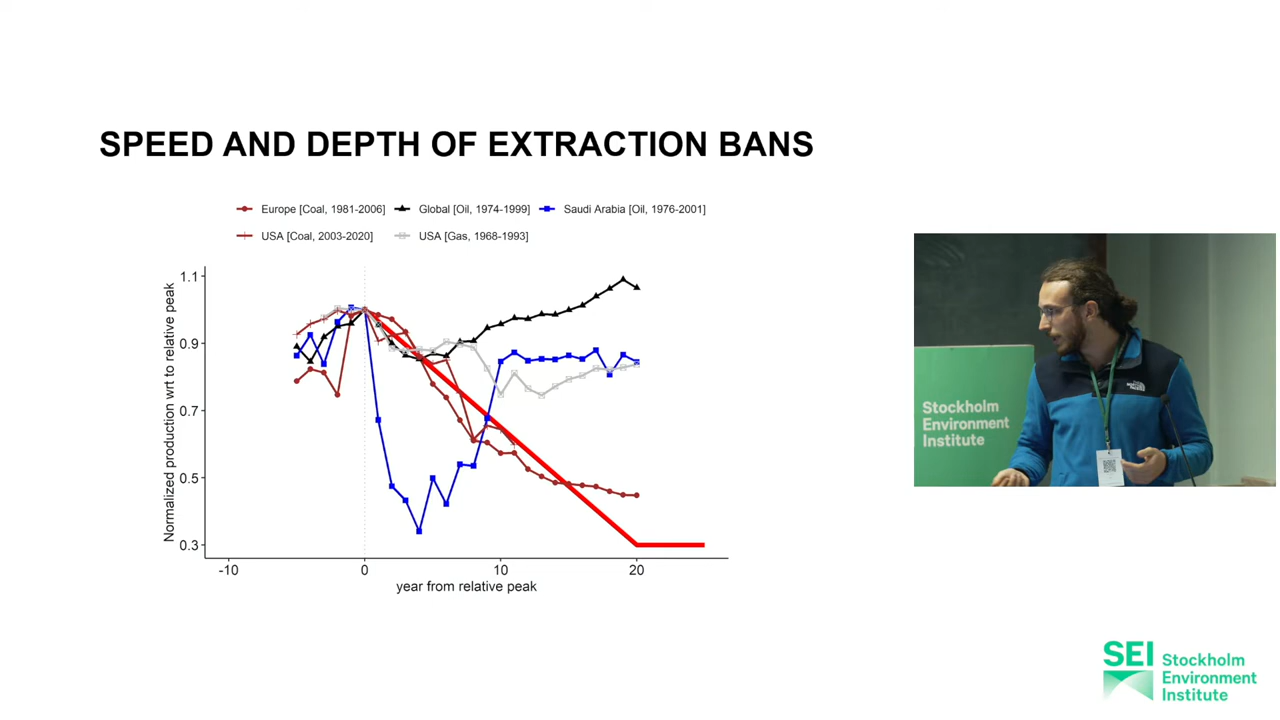 SPEED AND DEPTH OF EXTRACTION BANS
Europe [Coal, 1981-2006] Global [Oil, 1974-1999] Saudi Arabia [Oil, 1976-2001]
USA [Coal, 2003-2020] USA [Gas, 1968-1993]
Normalized production wrt to relative peak
1.1
0.9
0.7
0.5
0.3
-10 0 10 20
year from relative peak
Stockholm
Environment
Institute
SEI Stockholm
Environment
Institute